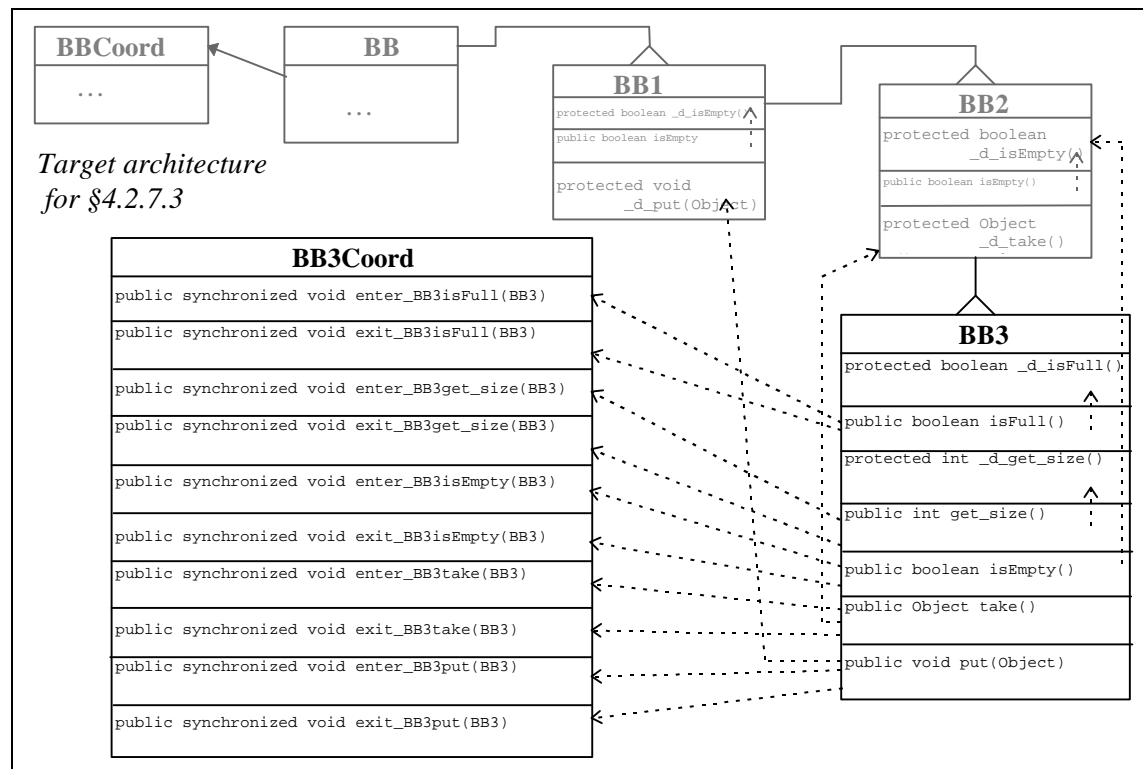 BBCoord
...
BB
...
BB1
protected boolean _d_isEmpty()
public boolean isEmpty
protected void
_d_put(Object)
BB2
protected boolean
_d_isEmpty()
public boolean isEmpty()
protected Object
_d_take()
Target architecture
for §4.2.7.3
BB3Coord
public synchronized void enter_BB3isFull(BB3)
public synchronized void exit_BB3isFull(BB3)
public synchronized void enter_BB3get_size(BB3)
public synchronized void exit_BB3get_size(BB3)
public synchronized void enter_BB3isEmpty(BB3)
public synchronized void exit_BB3isEmpty(BB3)
public synchronized void enter_BB3take(BB3)
public synchronized void exit_BB3take(BB3)
public synchronized void enter_BB3put(BB3)
public synchronized void exit_BB3put(BB3)
BB3
protected boolean _d_isFull()
public boolean isFull()
protected int _d_get_size()
public int get_size()
public boolean isEmpty()
public Object take()
public void put(Object)